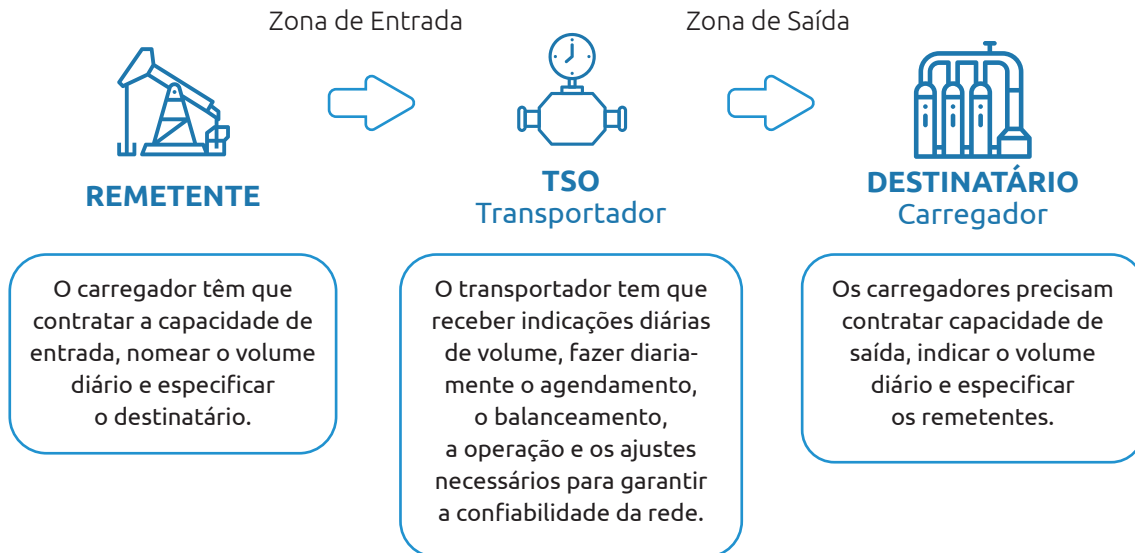 Zona de Entrada
Zona de Saída
REMETENTE
TSO
Transportador
DESTINATÁRIO
Carregador
O carregador têm que
contratar a capacidade de
entrada, nomear o volume
diário e especificar
o destinatário.
O transportador tem que
receber indicações diárias
de volume, fazer diaria-
mente o agendamento,
o balanceamento,
a operação e os ajustes
necessários para garantir
a confiabilidade da rede.
Os carregadores precisam
contratar capacidade de
saída, indicar o volume
diário e especificar
os remetentes.